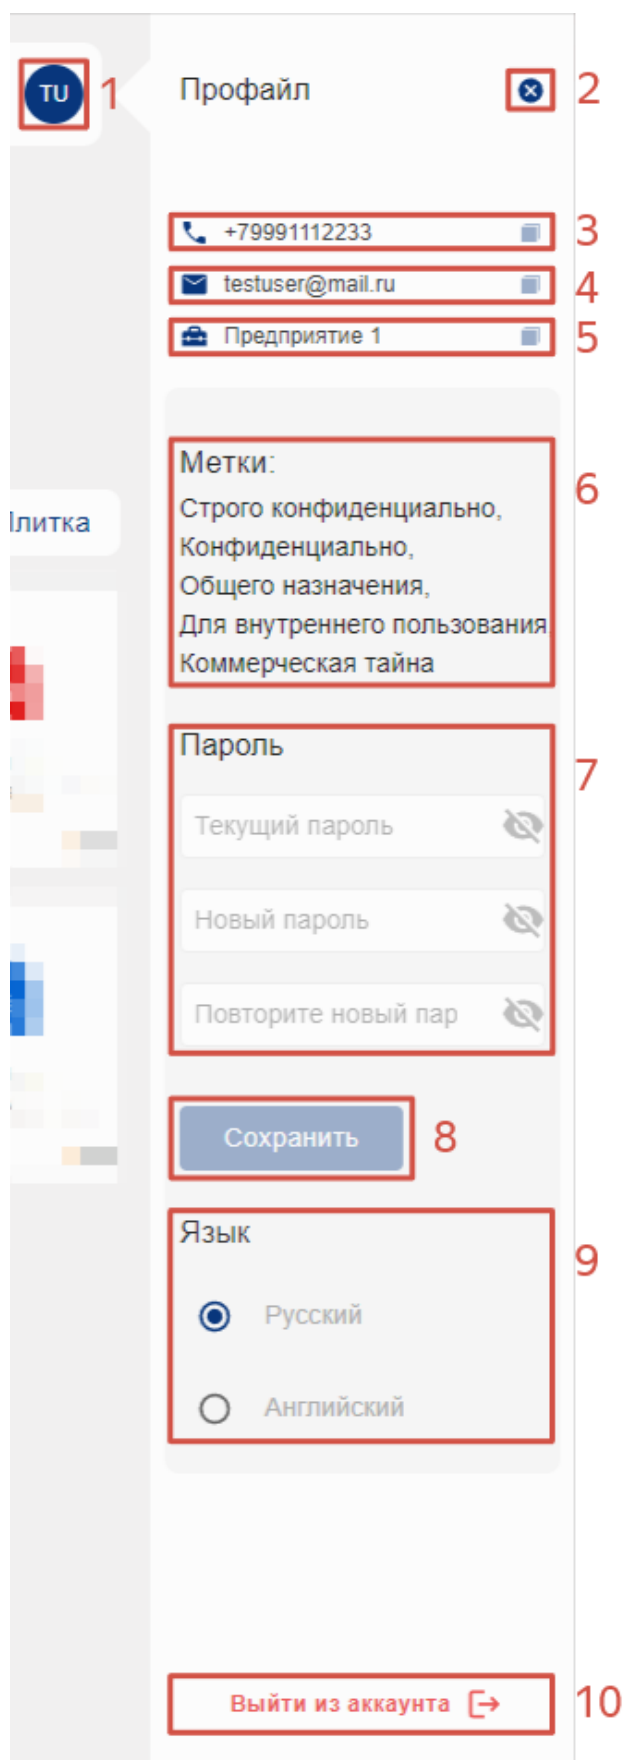 TU 1 Профайл 2
+79991112233 3
testuser@mail.ru 4
Предприятие 1 5
Метки: 6
Строго конфиденциально,
Конфиденциально,
Общего назначения,
Для внутреннего пользования,
Коммерческая тайна
литка
Пароль 7
Текущий пароль
Новый пароль
Повторите новый пар
Сохранить 8
Язык 9
Русский
Английский
Выйти из аккаунта 10